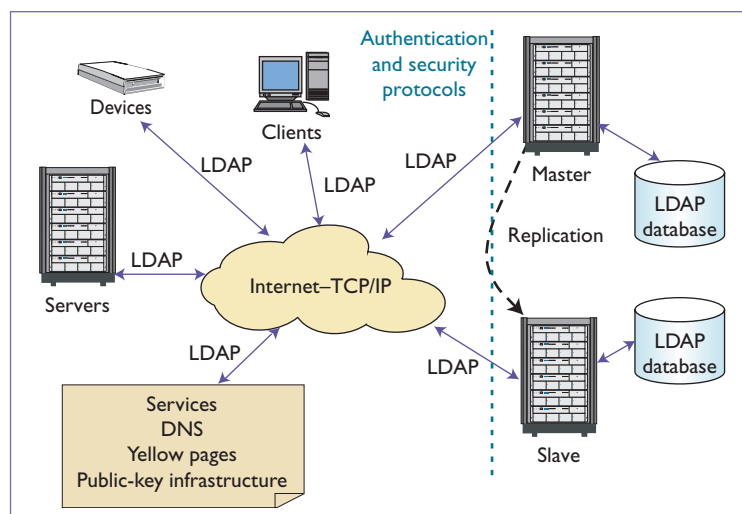 Authentication
and security
protocols
Devices
Clients
LDAP
LDAP
LDAP
Master
LDAP
database
Replication
Servers
LDAP
Internet–TCP/IP
LDAP
LDAP
LDAP
database
Slave
Services
DNS
Yellow pages
Public-key infrastructure